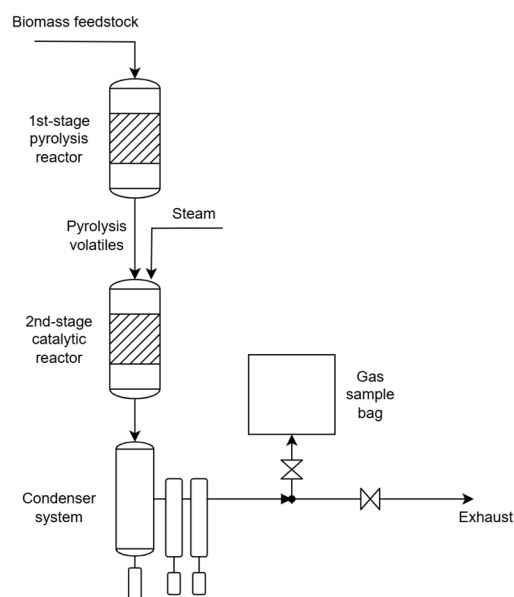 Biomass feedstock
1st-stage
pyrolysis
reactor
Pyrolysis
volatiles
Steam
2nd-stage
catalytic
reactor
Gas
sample
bag
Condenser
system
Exhaust